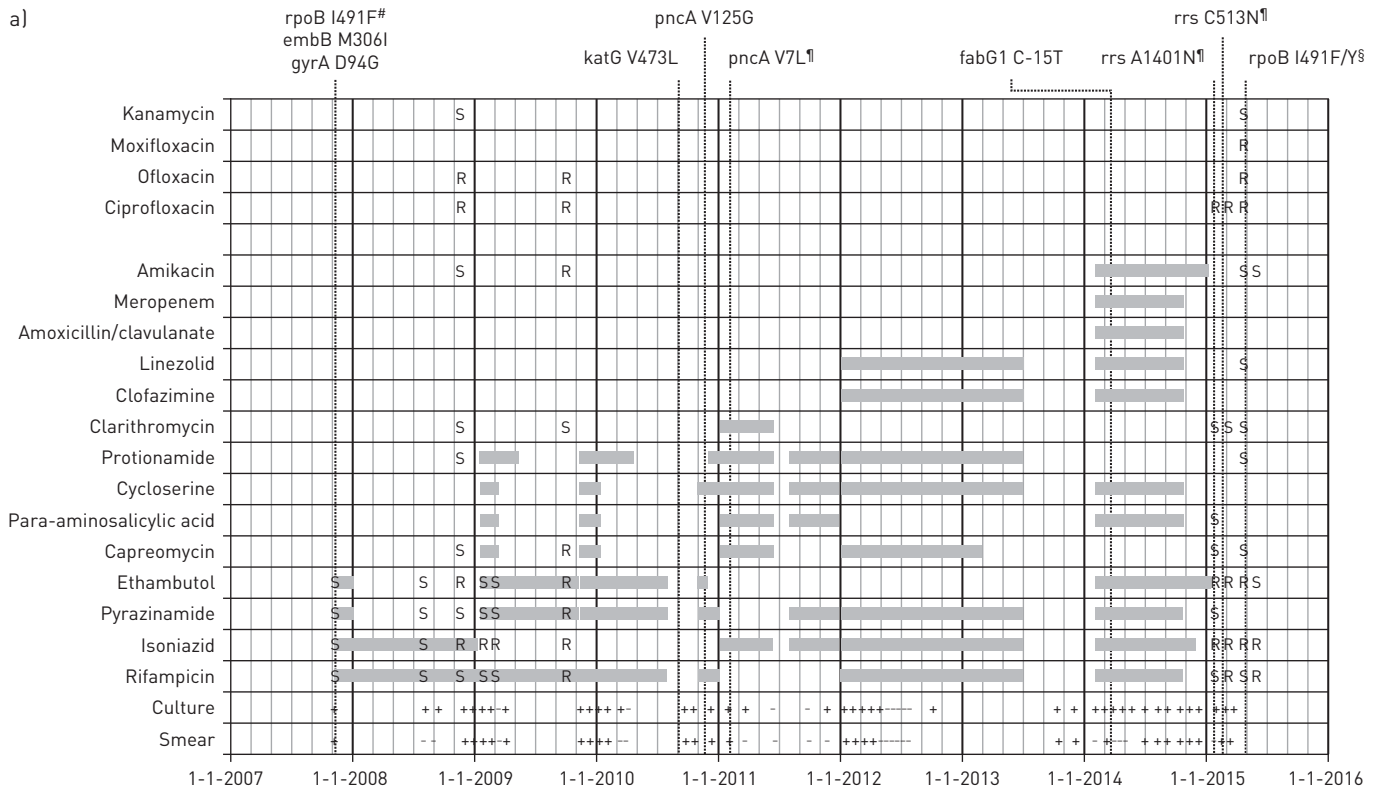 a)
rpoB I491F#
embB M306I
gyrA D94G
katG V473L
pncA V125G
pncA V7L¶
fabG1 C-15T
rrs A1401N¶
rrs C513N¶
rpoB I491F/Y§
Kanamycin S S
Moxifloxacin R
Ofloxacin R R R
Ciprofloxacin R R R R R
Amikacin S R S S
Meropenem
Amoxicillin/clavulanate
Linezolid S
Clofazimine
Clarithromycin S S S S S
Protionamide S S
Cycloserine
Para-aminosalicylic acid S
Capreomycin S R S S
Ethambutol S S R S S R R R R S
Pyrazinamide S S S S S R S
Isoniazid S S R R R R R R R R
Rifampicin S S S S S R S R S R
Culture
Smear
1-1-2007 1-1-2008 1-1-2009 1-1-2010 1-1-2011 1-1-2012 1-1-2013 1-1-2014 1-1-2015 1-1-2016